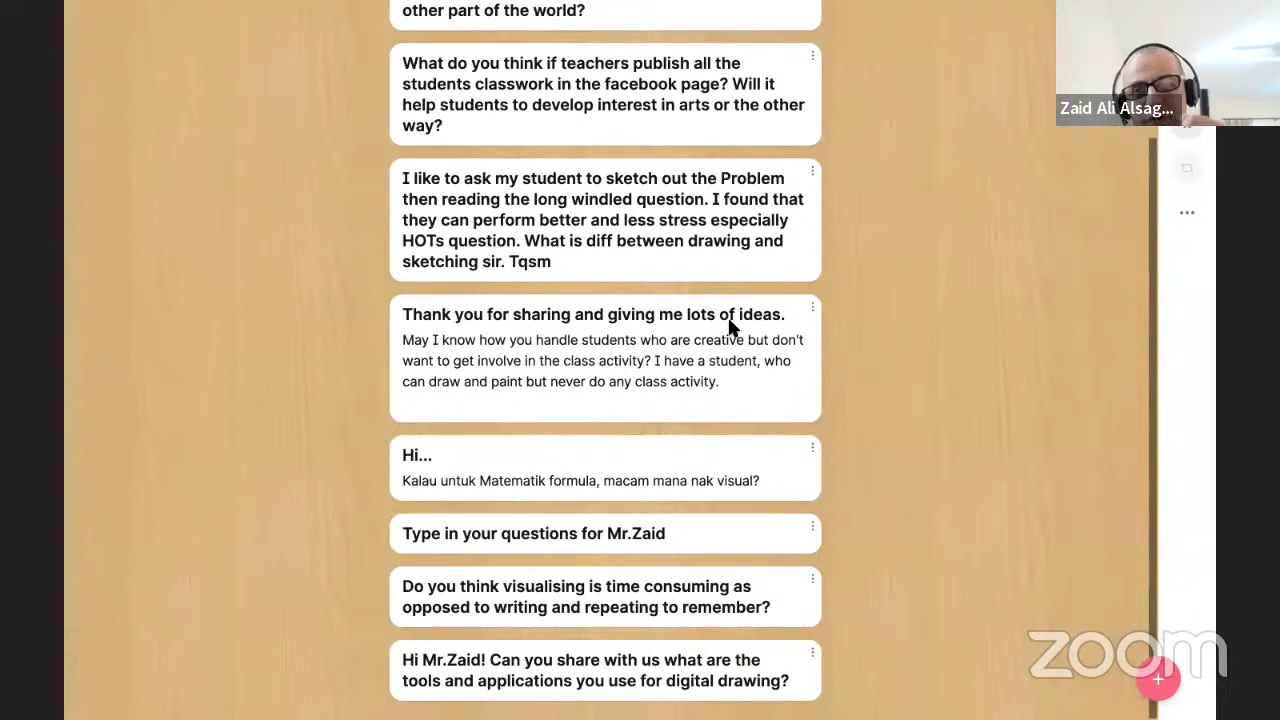 other part of the world?
What do you think if teachers publish all the
students classwork in the facebook page? Will it
help students to develop interest in arts or the other
way?
I like to ask my student to sketch out the Problem
then reading the long windled question. I found that
they can perform better and less stress especially
HOTs question. What is diff between drawing and
sketching sir. Tqsm
Thank you for sharing and giving me lots of ideas.
May I know how you handle students who are creative but don't
want to get involve in the class activity? I have a student, who
can draw and paint but never do any class activity.
Hi...
Kalau untuk Matematik formula, macam mana nak visual?
Type in your questions for Mr.Zaid
Do you think visualising is time consuming as
opposed to writing and repeating to remember?
Hi Mr.Zaid! Can you share with us what are the
tools and applications you use for digital drawing?
Zaid Ali Alsag...
zoom